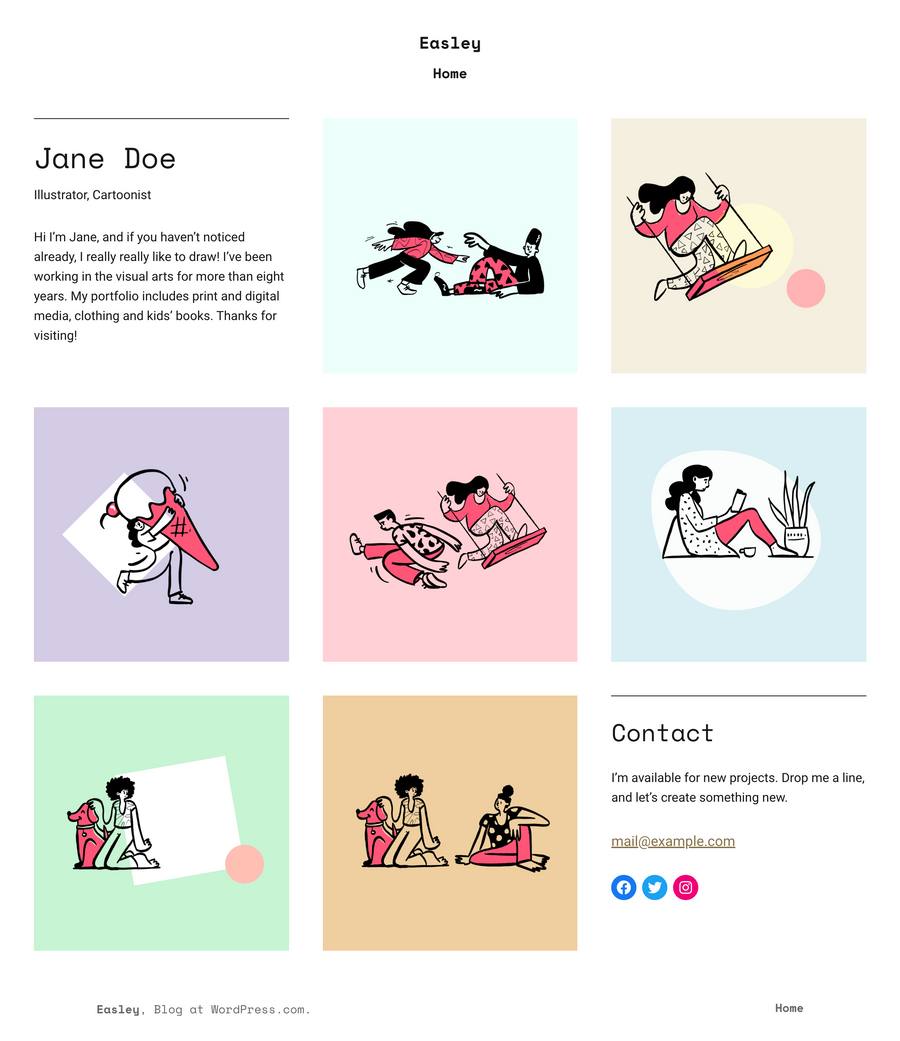 Easley
Home
Jane Doe
Illustrator, Cartoonist
Hi I’m Jane, and if you haven’t noticed
already, I really really like to draw! I’ve been
working in the visual arts for more than eight
years. My portfolio includes print and digital
media, clothing and kids’ books. Thanks for
visiting!
Contact
I’m available for new projects. Drop me a line,
and let’s create something new.
mail@example.com
Easley, Blog at WordPress.com.
Home